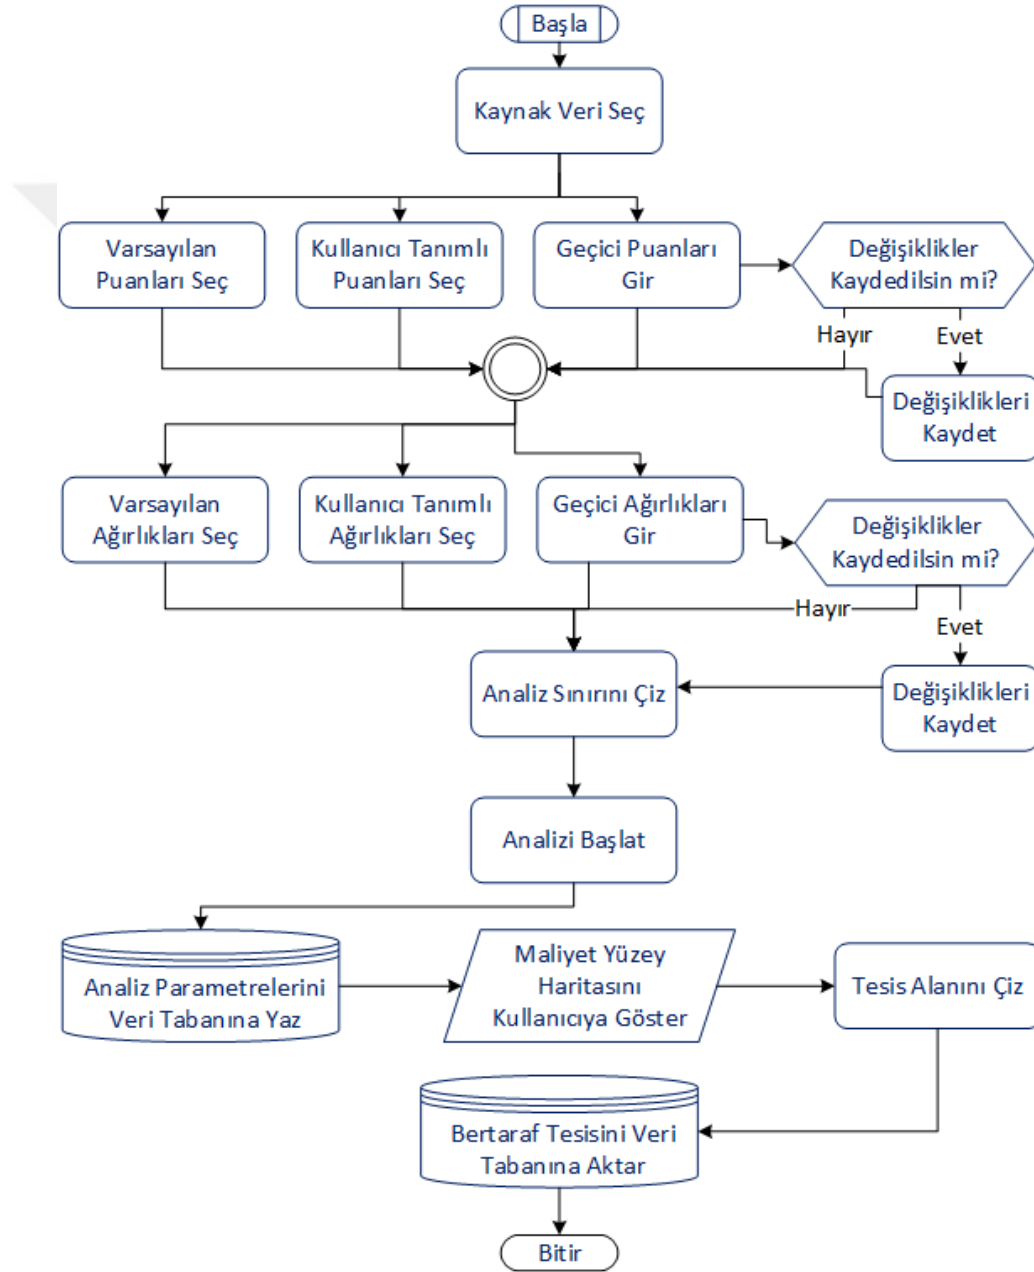 Başla
Kaynak Veri Seç
Varsayılan
Puanları Seç
Kullanıcı Tanımlı
Puanları Seç
Geçici Puanları
Gir
Değişiklikler
Kaydedilsin mi?
Hayır
Evet
Değişiklikleri
Kaydet
Varsayılan
Ağırlıkları Seç
Kullanıcı Tanımlı
Ağırlıkları Seç
Geçici Ağırlıkları
Gir
Değişiklikler
Kaydedilsin mi?
Hayır
Evet
Değişiklikleri
Kaydet
Analiz Sınırını Çiz
Analizi Başlat
Analiz Parametrelerini
Veri Tabanına Yaz
Maliyet Yüzey
Haritasını
Kullanıcıya Göster
Tesis Alanını Çiz
Bertaraf Tesisini Veri
Tabanına Aktar
Bitir